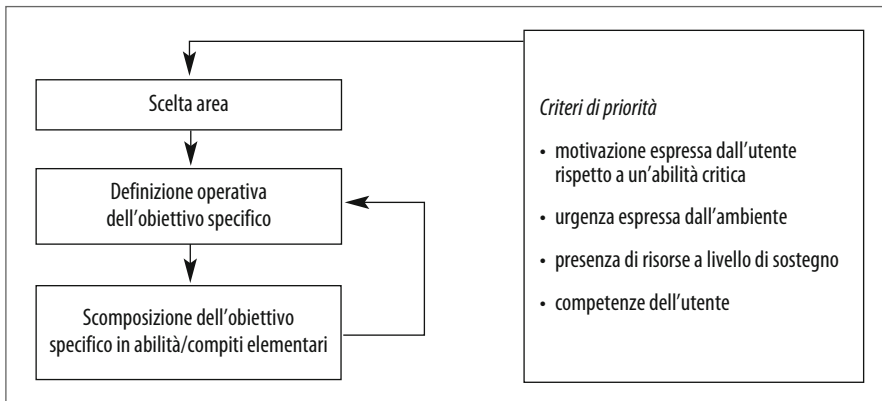 Scelta area
Definizione operativa
dell'obiettivo specifico
Scomposizione dell'obiettivo
specifico in abilità/compiti elementari
Criteri di priorità
• motivazione espressa dall'utente
rispetto a un'abilità critica
• urgenza espressa dall'ambiente
• presenza di risorse a livello di sostegno
• competenze dell'utente